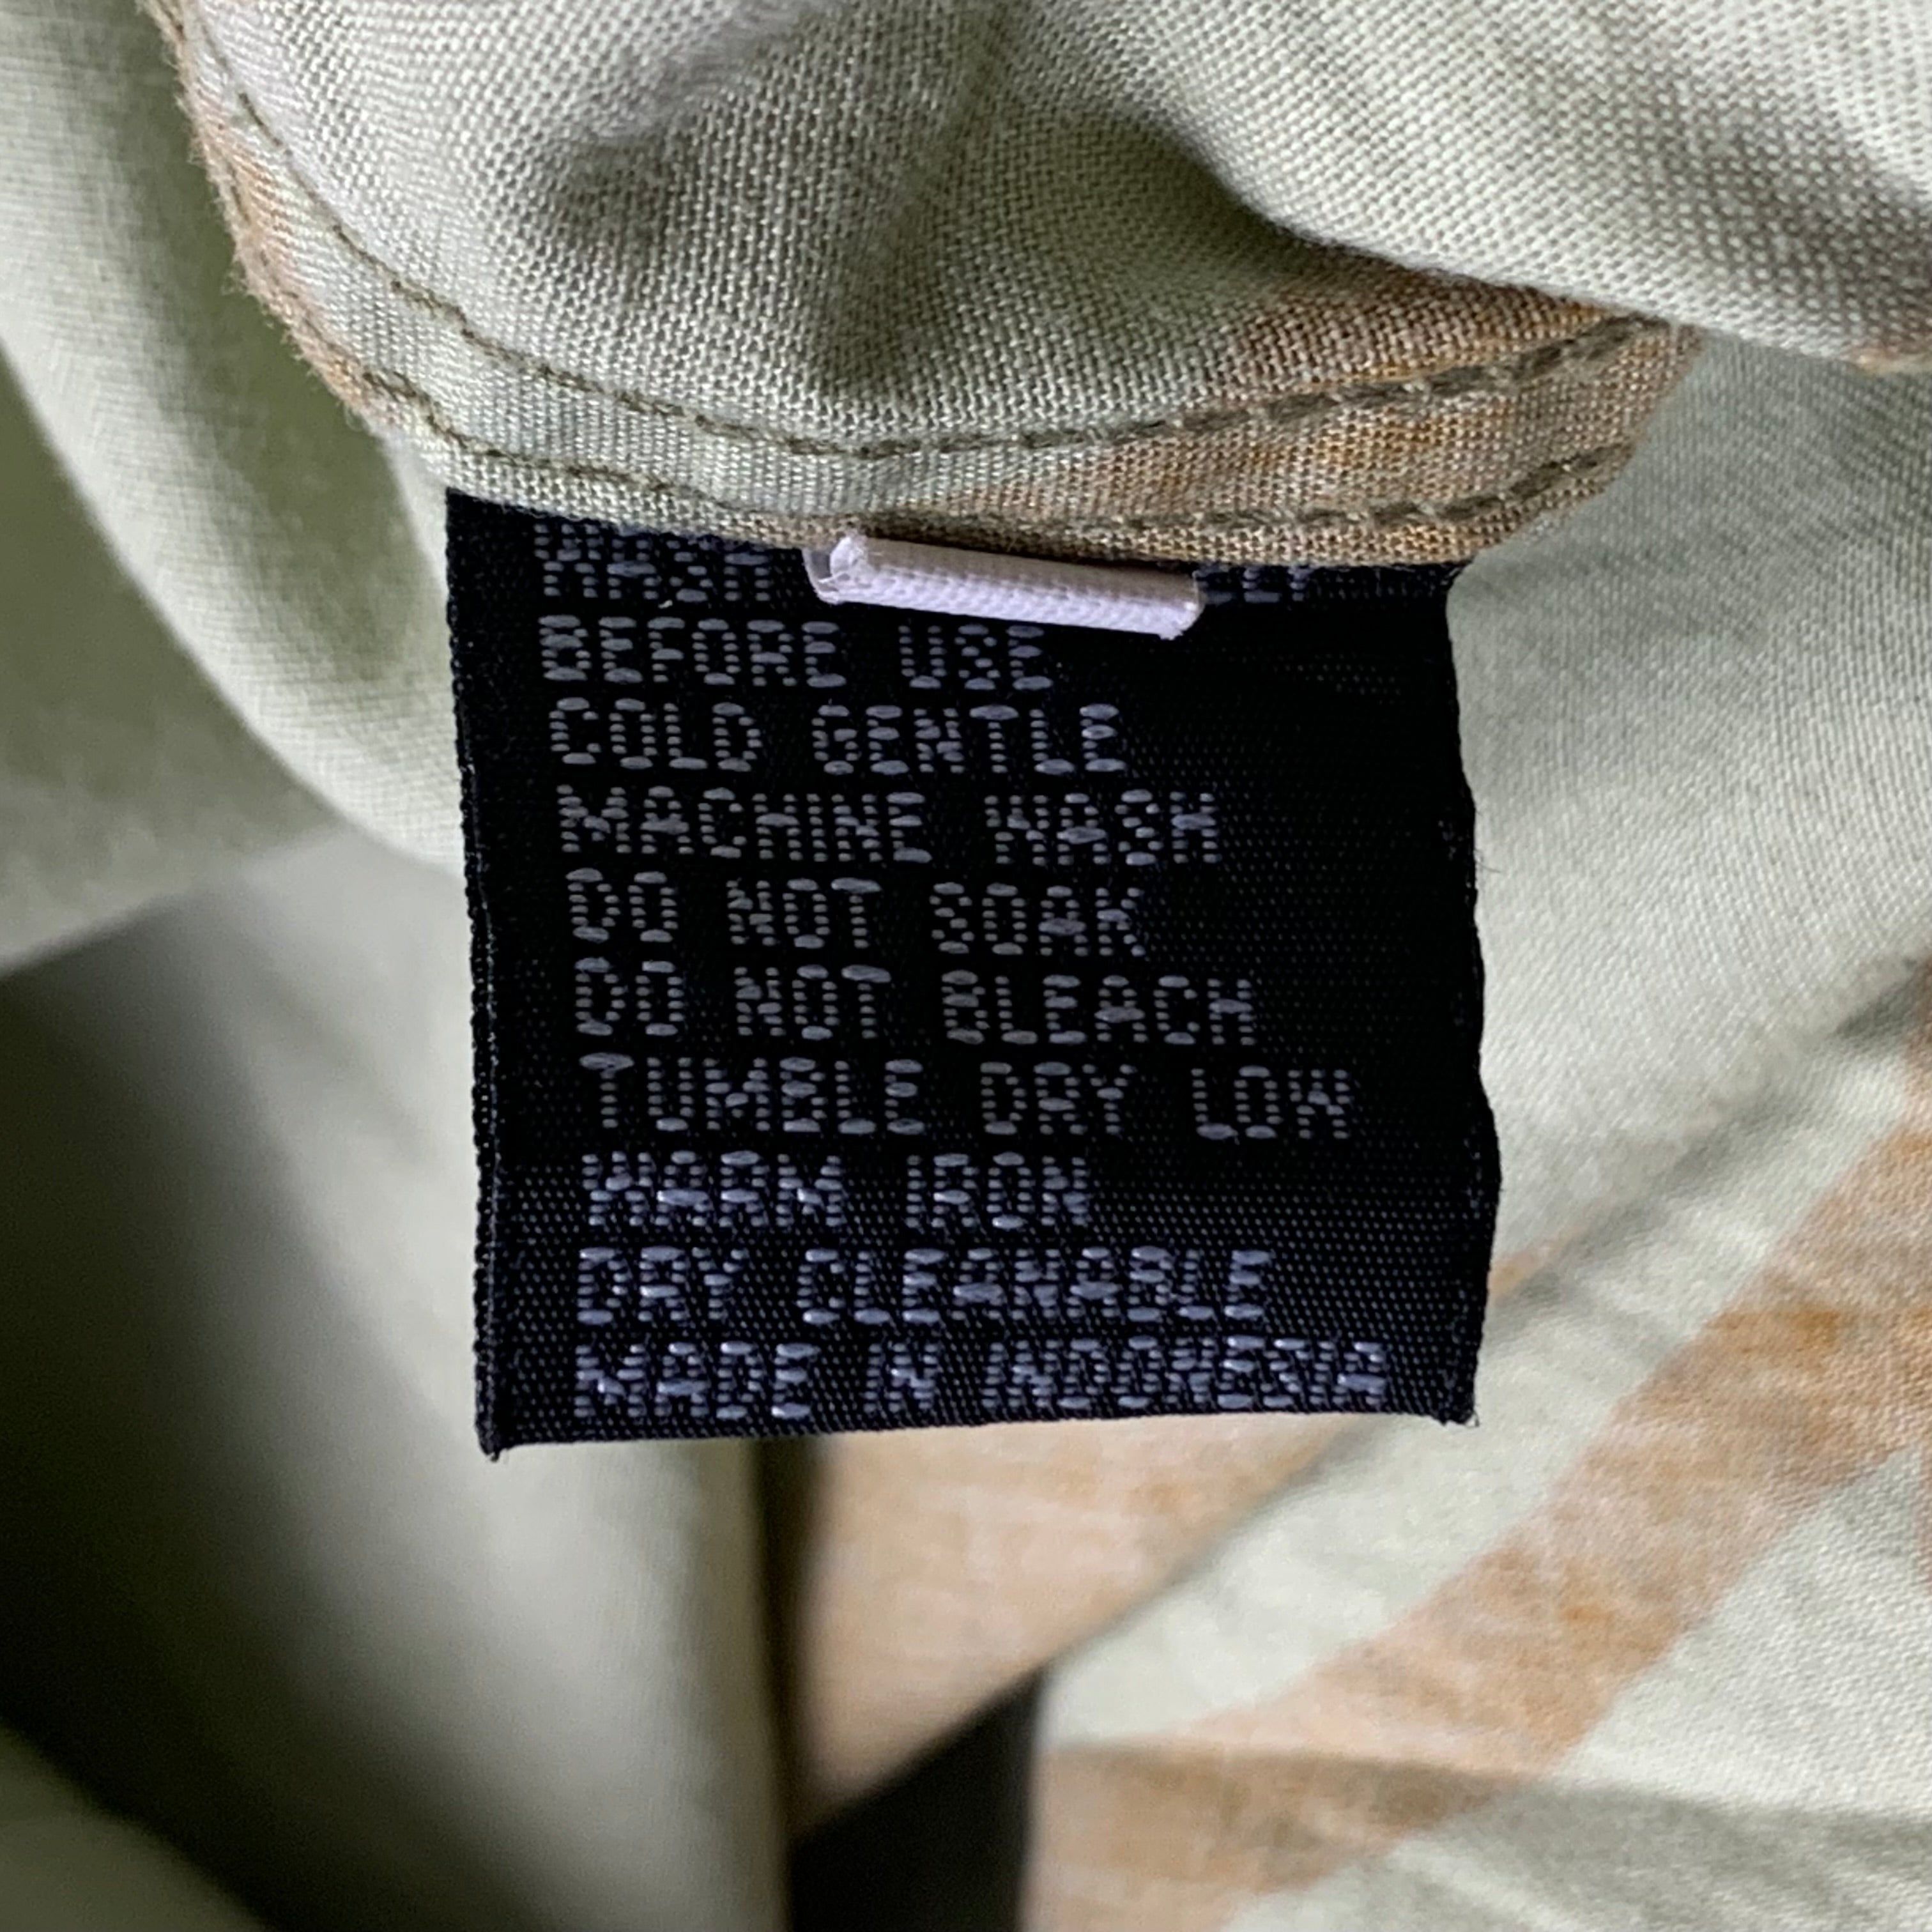 WASH
BEFORE USE
COLD GENTLE
MACHINE WASH
DO NOT SOAK
DO NOT BLEACH
TUMBLE DRY LOW
WARM IRON
DRY CLEANABLE
MADE IN INDONESIA